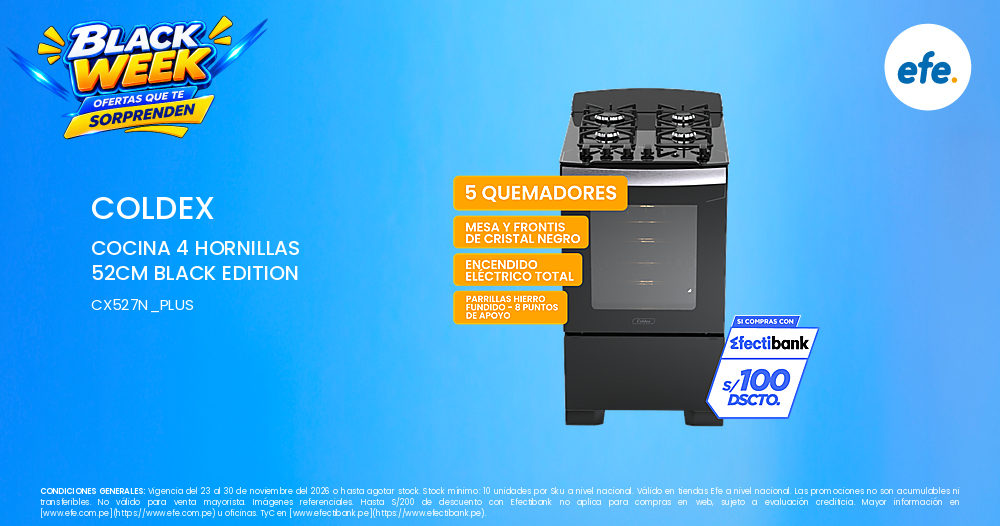 BLACK
WEEK
OFERTAS QUE TE
SORPRENDEN
efe.
COLDEX
COCINA 4 HORNILLAS
52CM BLACK EDITION
CX527N_PLUS
5 QUEMADORES
MESA Y FRONTIS
DE CRISTAL NEGRO
ENCENDIDO
ELÉCTRICO TOTAL
PARRILLAS HIERRO
FUNDIDO - 8 PUNTOS
DE APOYO
SI COMPRAS CON
Efectibank
S/100
DSCTO.
CONDICIONES GENERALES: Vigencia del 23 al 30 de noviembre del 2026 o hasta agotar stock. Stock mínimo: 10 unidades por Sku a nivel nacional. Válido en tiendas Efe a nivel nacional. Las promociones no son acumulables ni
transferibles. No válido para venta mayorista. Imágenes referenciales. Hasta S/200 de descuento con Efectibank no aplica para compras en web, sujeto a evaluación crediticia. Mayor información en
[www.efe.com.pe](https://www.efe.com.pe) u oficinas. TyC en [www.efectibank.pe](https://www.efectibank.pe).